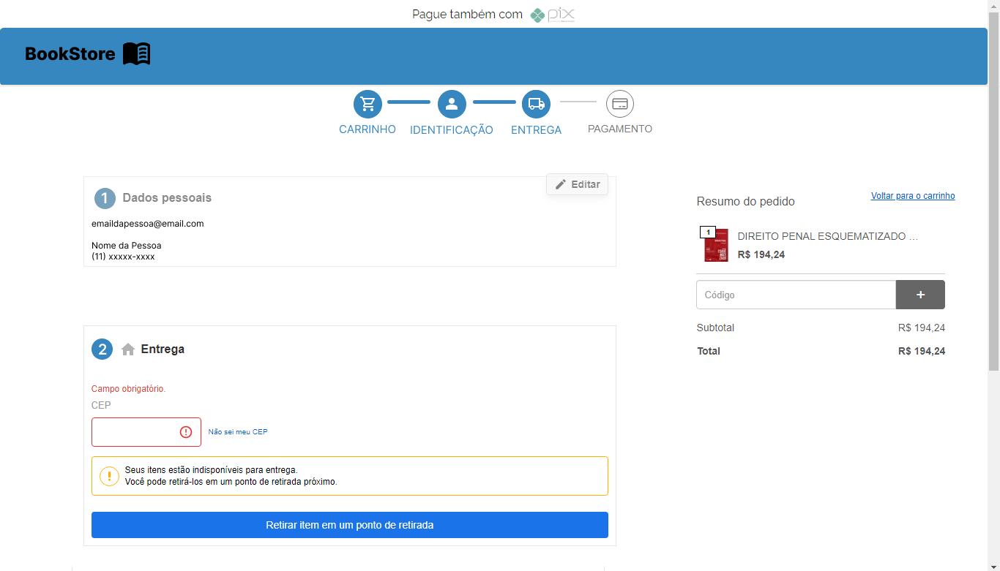 Pague também com pix
BookStore
CARRINHO
IDENTIFICAÇÃO
ENTREGA
PAGAMENTO
1 Dados pessoais
Editar
emaildapessoa@email.com
Nome da Pessoa
(11) xxxxx-xxxx
2 Entrega
Campo obrigatório.
CEP
Não sei meu CEP
Seus itens estão indisponíveis para entrega.
Você pode retirá-los em um ponto de retirada próximo.
Retirar item em um ponto de retirada
Resumo do pedido
Voltar para o carrinho
1
DIREITO PENAL ESQUEMATIZADO ...
R$ 194,24
Código
+
Subtotal R$ 194,24
Total R$ 194,24